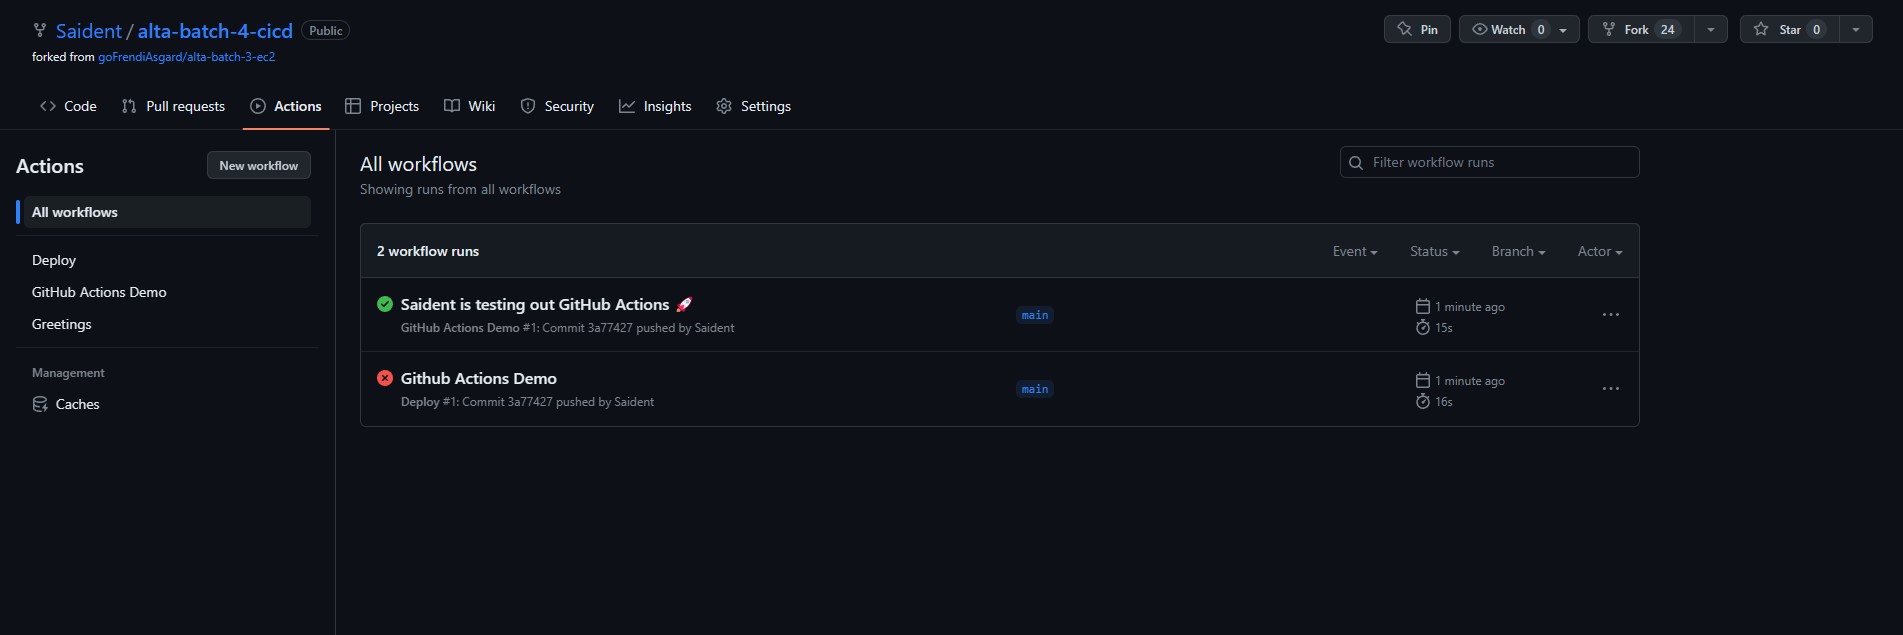 Saident / alta-batch-4-cicd Public
Pin Watch 0 Fork 24 Star 0
forked from goFrendiAsgard/alta-batch-3-ec2
Code Pull requests Actions Projects Wiki Security Insights Settings
Actions New workflow
All workflows
Deploy
GitHub Actions Demo
Greetings
Management
Caches
All workflows
Filter workflow runs
Showing runs from all workflows
2 workflow runs Event Status Branch Actor
Saident is testing out GitHub Actions 🚀
GitHub Actions Demo #1: Commit 3a77427 pushed by Saident
main
1 minute ago
15s
Github Actions Demo
Deploy #1: Commit 3a77427 pushed by Saident
main
1 minute ago
16s